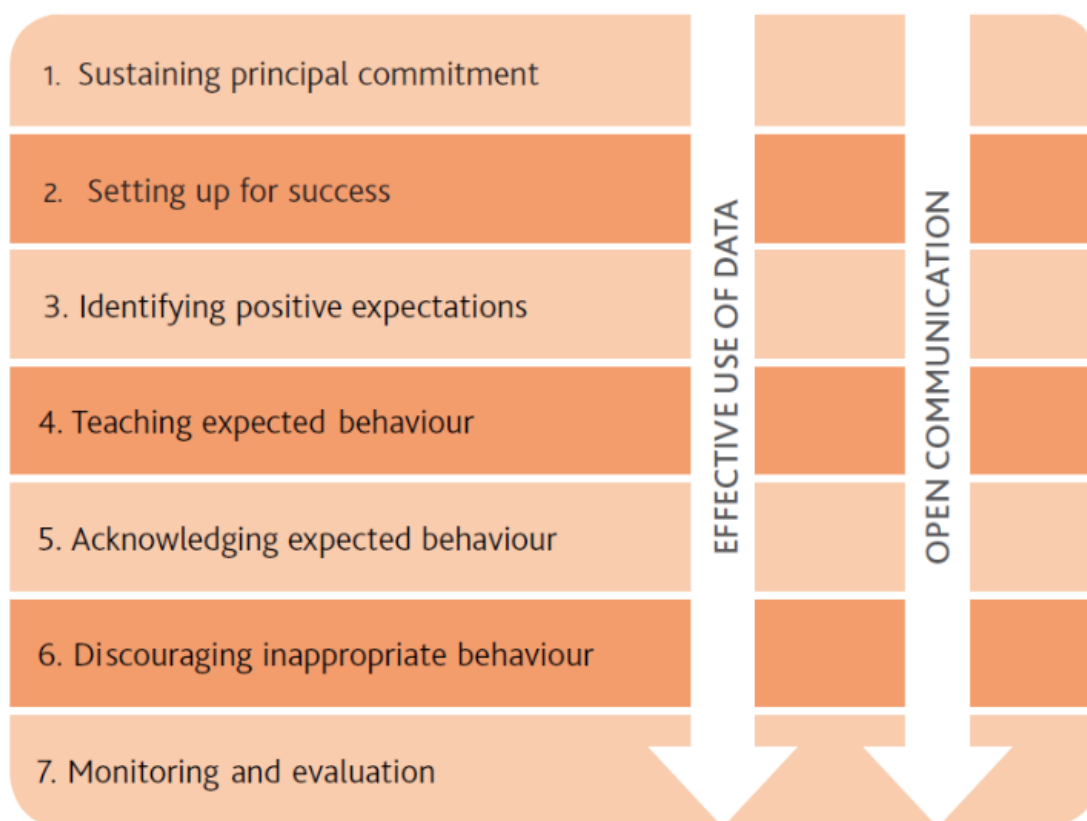 1. Sustaining principal commitment
2. Setting up for success
3. Identifying positive expectations
4. Teaching expected behaviour
5. Acknowledging expected behaviour
6. Discouraging inappropriate behaviour
7. Monitoring and evaluation
EFFECTIVE USE OF DATA
OPEN COMMUNICATION